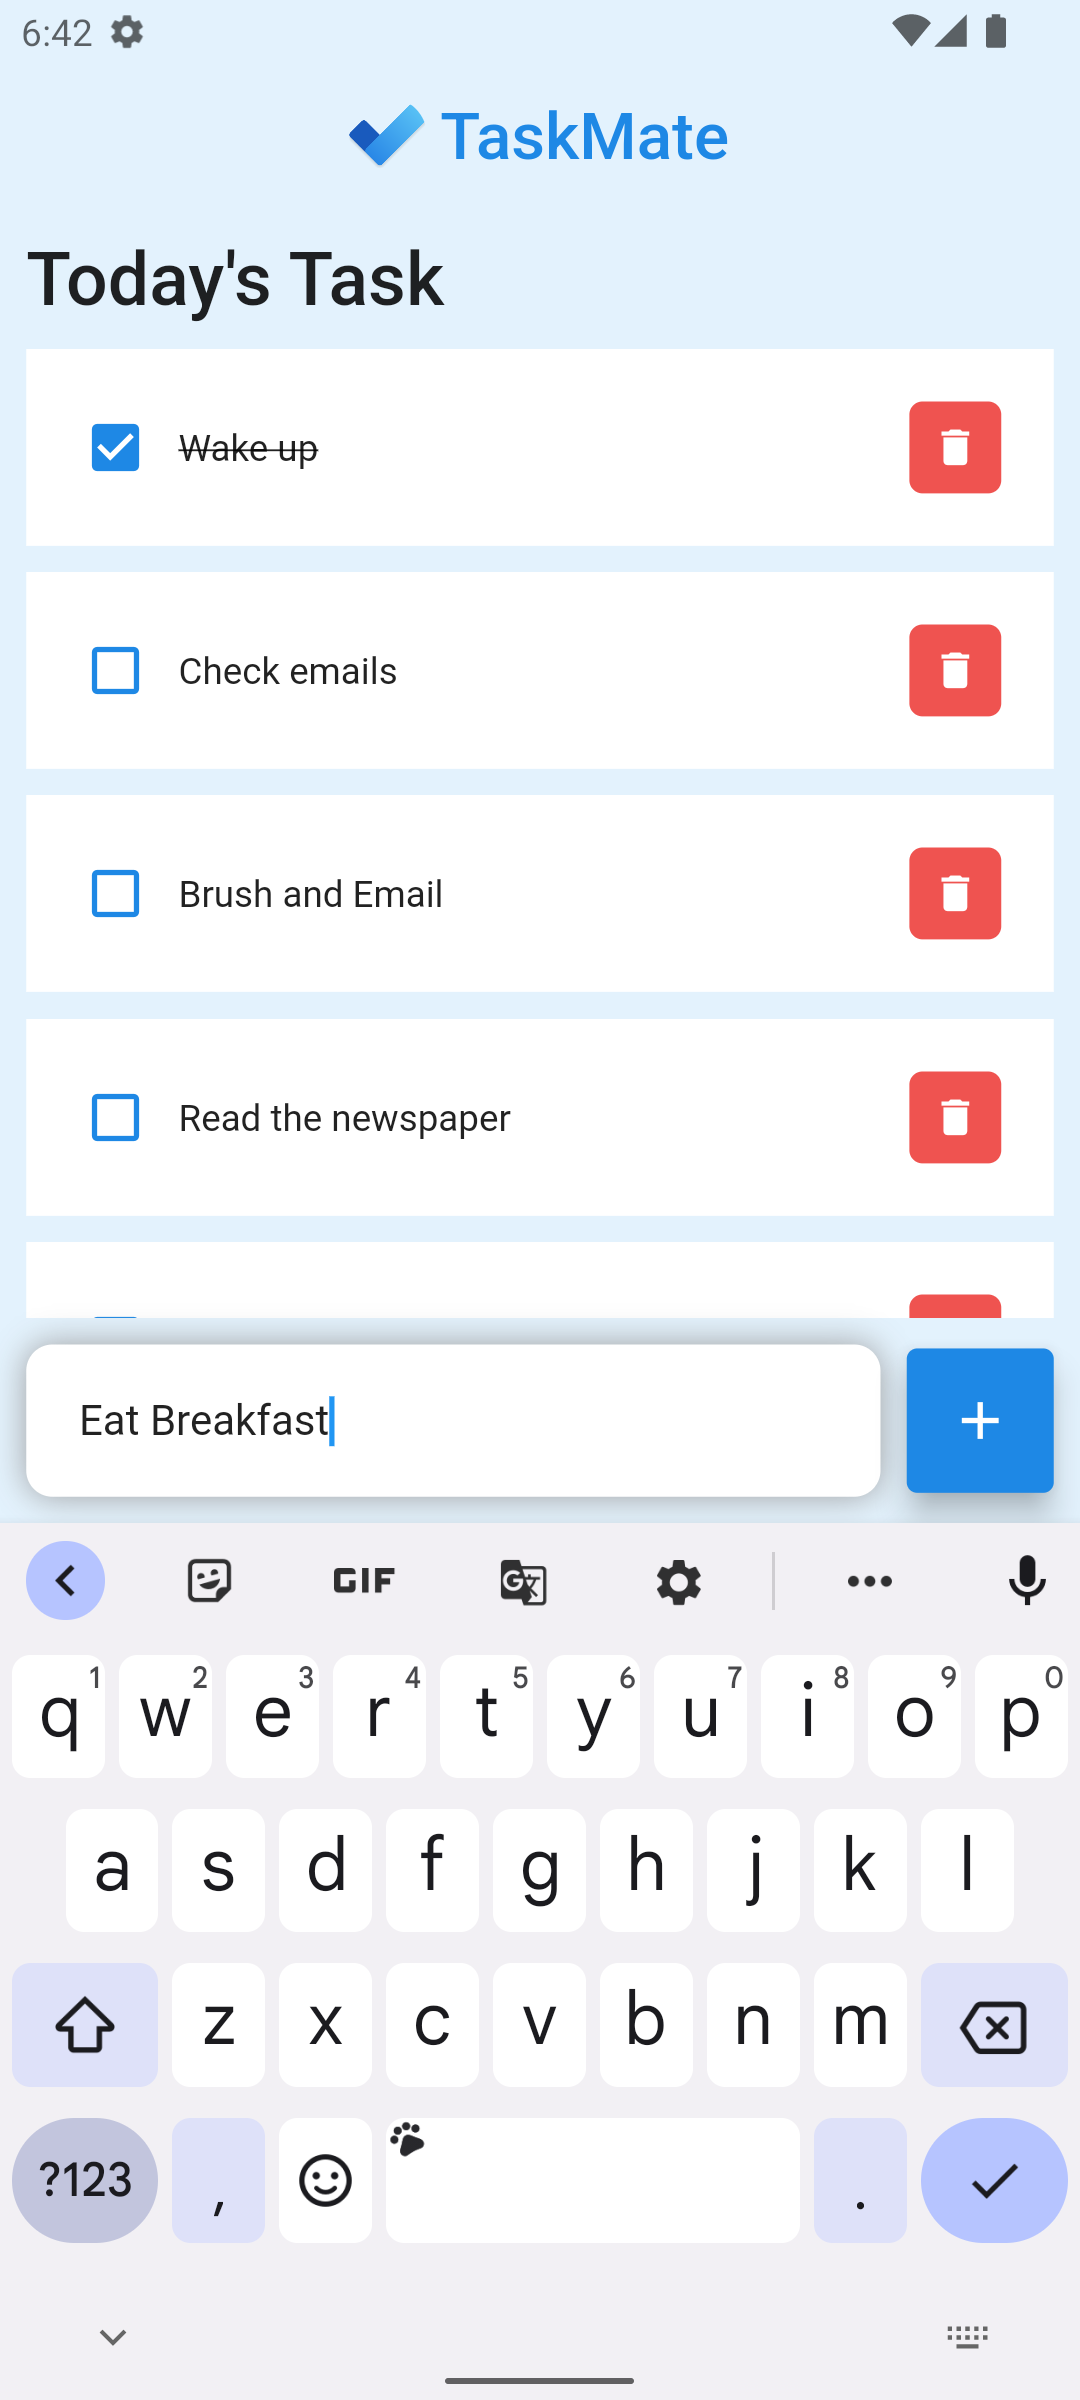 6:42
TaskMate
Today's Task
Wake up
Check emails
Brush and Email
Read the newspaper
Eat Breakfast
GIF
G
q1 w2 e3 r4 t5 y6 u7 i8 o9 p0
a s d f g h j k l
z x c v b n m
?123 , .